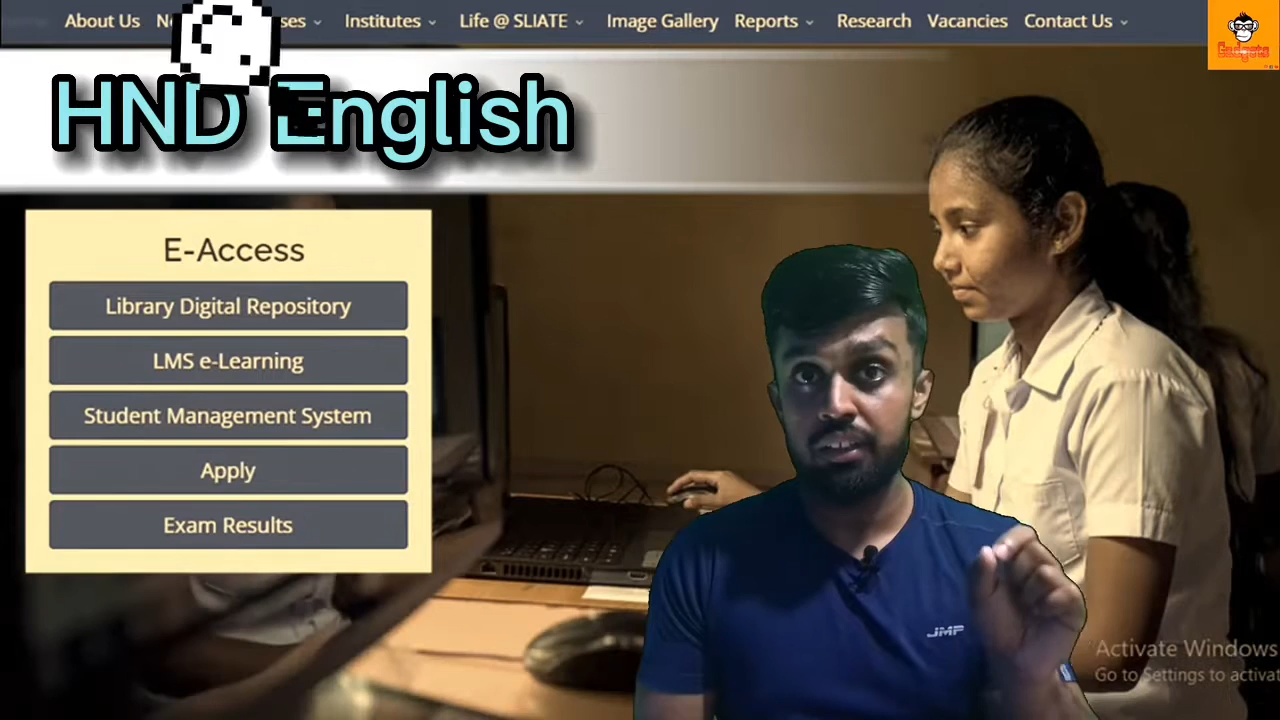 About Us Institutes Life @ SLIATE Image Gallery Reports Research Vacancies Contact Us
Gadgets
HND English
E-Access
Library Digital Repository
LMS e-Learning
Student Management System
Apply
Exam Results
JMP
Activate Windows
Go to Settings to activat